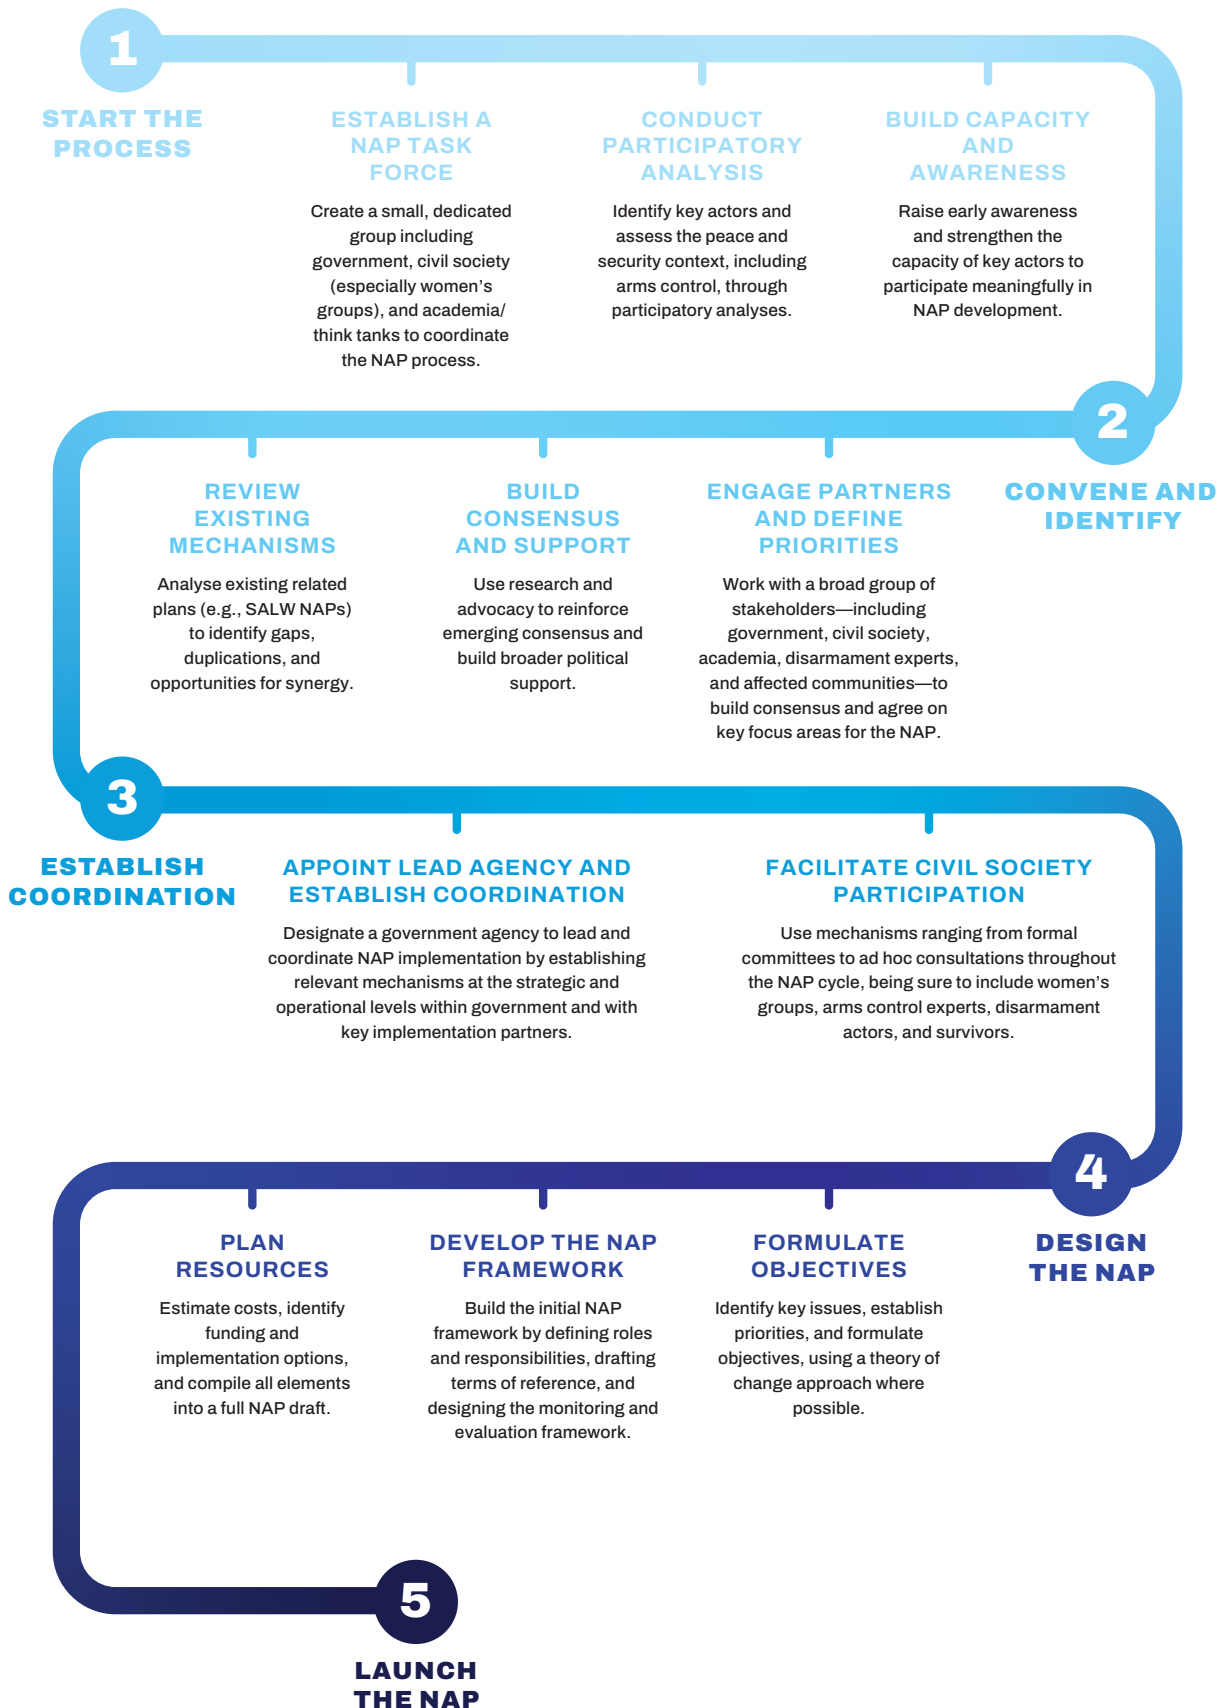 1
START THE
PROCESS
ESTABLISH A
NAP TASK
FORCE
Create a small, dedicated
group including
government, civil society
(especially women’s
groups), and academia/
think tanks to coordinate
the NAP process.
CONDUCT
PARTICIPATORY
ANALYSIS
Identify key actors and
assess the peace and
security context, including
arms control, through
participatory analyses.
BUILD CAPACITY
AND
AWARENESS
Raise early awareness
and strengthen the
capacity of key actors to
participate meaningfully in
NAP development.
2
CONVENE AND
IDENTIFY
ENGAGE PARTNERS
AND DEFINE
PRIORITIES
Work with a broad group of
stakeholders—including
government, civil society,
academia, disarmament experts,
and affected communities—to
build consensus and agree on
key focus areas for the NAP.
BUILD
CONSENSUS
AND SUPPORT
Use research and
advocacy to reinforce
emerging consensus and
build broader political
support.
REVIEW
EXISTING
MECHANISMS
Analyse existing related
plans (e.g., SALW NAPs)
to identify gaps,
duplications, and
opportunities for synergy.
3
ESTABLISH
COORDINATION
APPOINT LEAD AGENCY AND
ESTABLISH COORDINATION
Designate a government agency to lead and
coordinate NAP implementation by establishing
relevant mechanisms at the strategic and
operational levels within government and with
key implementation partners.
FACILITATE CIVIL SOCIETY
PARTICIPATION
Use mechanisms ranging from formal
committees to ad hoc consultations throughout
the NAP cycle, being sure to include women’s
groups, arms control experts, disarmament
actors, and survivors.
4
DESIGN
THE NAP
FORMULATE
OBJECTIVES
Identify key issues, establish
priorities, and formulate
objectives, using a theory of
change approach where
possible.
DEVELOP THE NAP
FRAMEWORK
Build the initial NAP
framework by defining roles
and responsibilities, drafting
terms of reference, and
designing the monitoring and
evaluation framework.
PLAN
RESOURCES
Estimate costs, identify
funding and
implementation options,
and compile all elements
into a full NAP draft.
5
LAUNCH
THE NAP